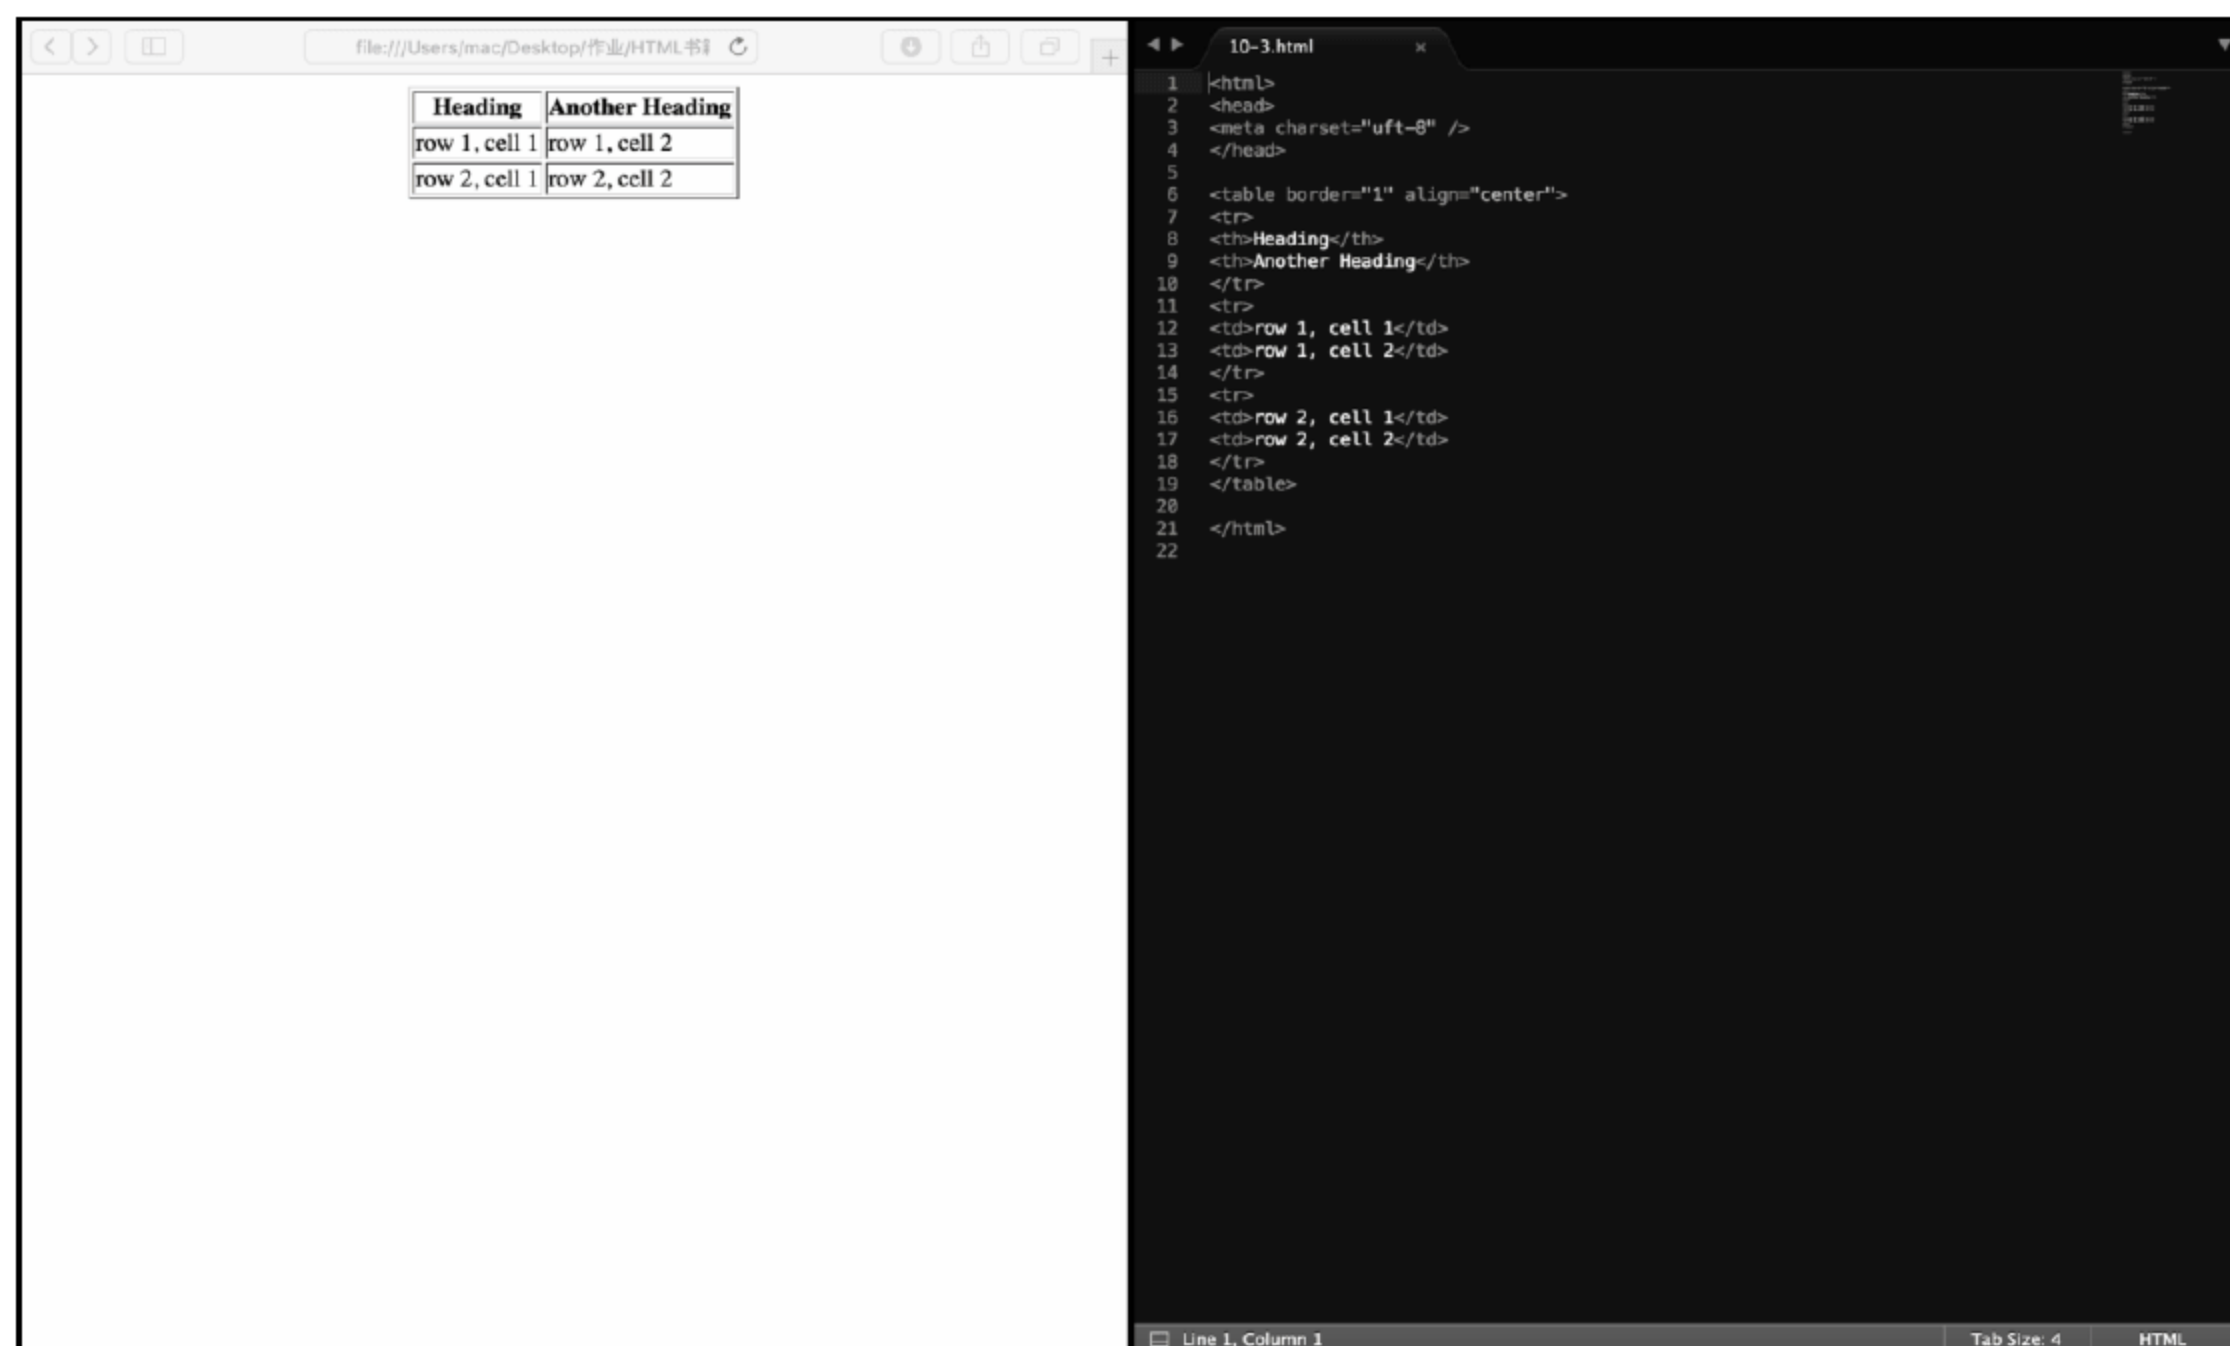 file:///Users/mac/Desktop/作业/HTML书
Heading Another Heading
row 1, cell 1 row 1, cell 2
row 2, cell 1 row 2, cell 2
10-3.html
1 <html>
2 <head>
3 <meta charset="uft-8" />
4 </head>
5
6 <table border="1" align="center">
7 <tr>
8 <th>Heading</th>
9 <th>Another Heading</th>
10 </tr>
11 <tr>
12 <td>row 1, cell 1</td>
13 <td>row 1, cell 2</td>
14 </tr>
15 <tr>
16 <td>row 2, cell 1</td>
17 <td>row 2, cell 2</td>
18 </tr>
19 </table>
20
21 </html>
22
Line 1, Column 1 Tab Size: 4 HTML